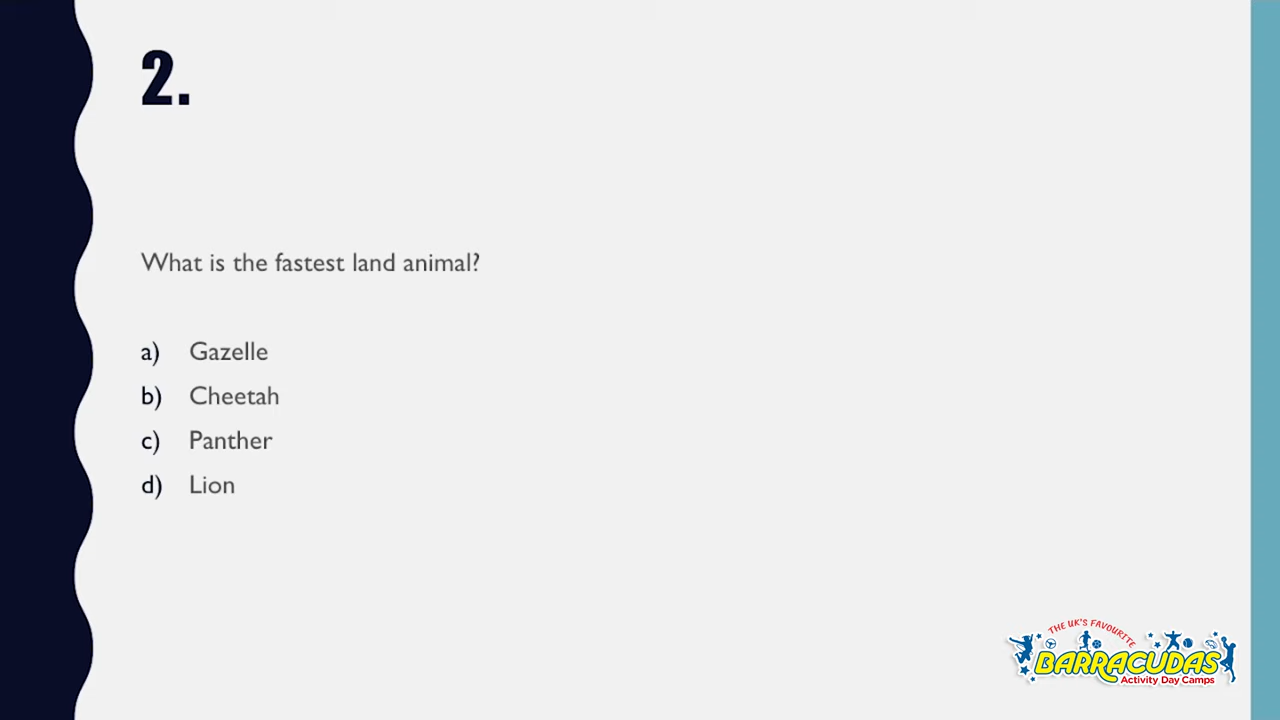 2.
What is the fastest land animal?
a) Gazelle
b) Cheetah
c) Panther
d) Lion
THE UK'S FAVOURITE
BARRACUDAS
Activity Day Camps